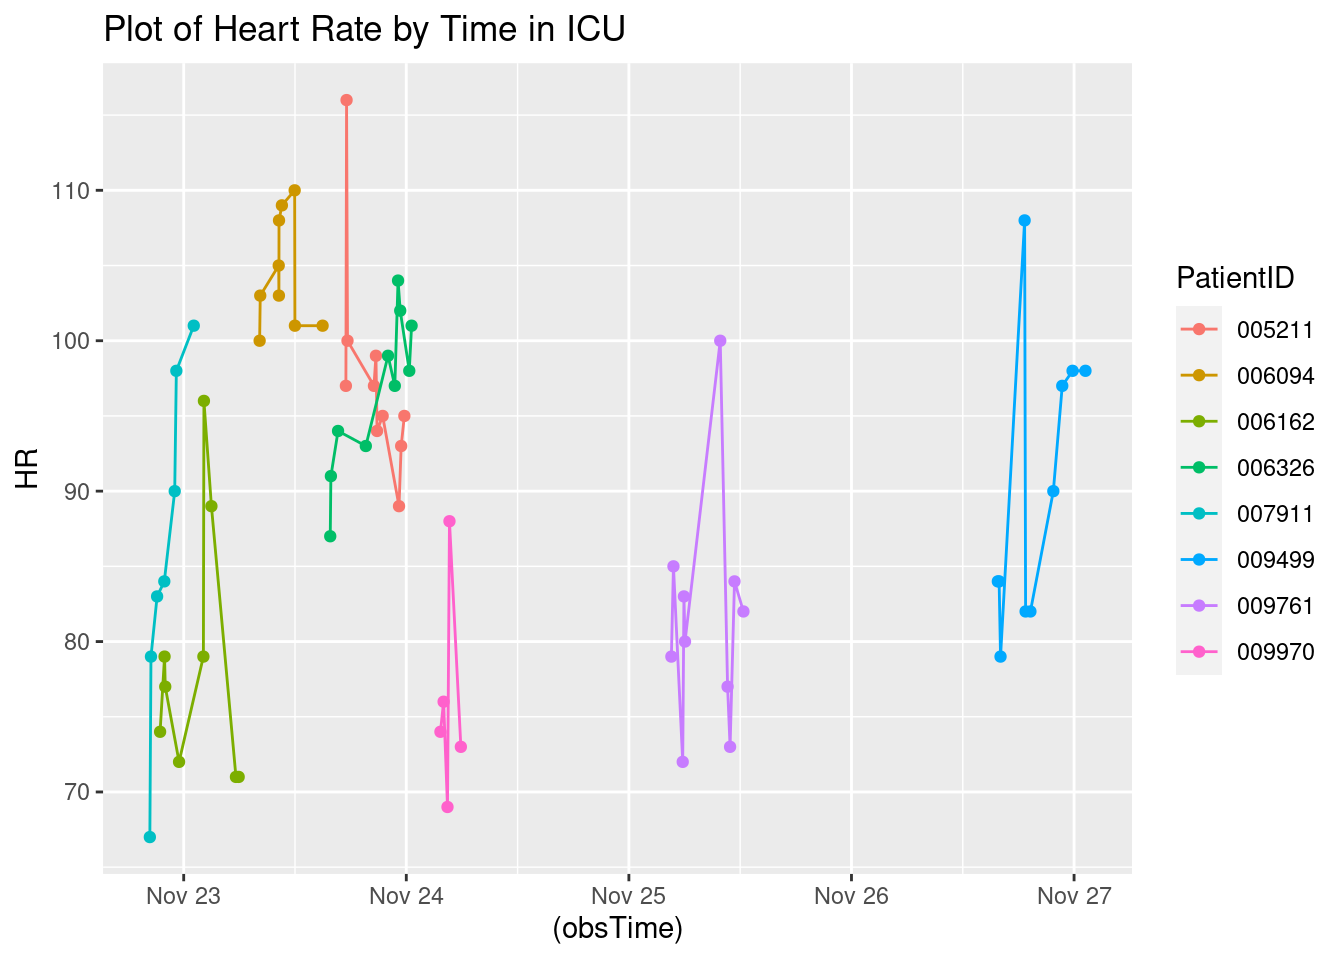 Plot of Heart Rate by Time in ICU
HR
110
100
90
80
70
Nov 23
Nov 24
Nov 25
Nov 26
Nov 27
(obsTime)
PatientID
005211
006094
006162
006326
007911
009499
009761
009970